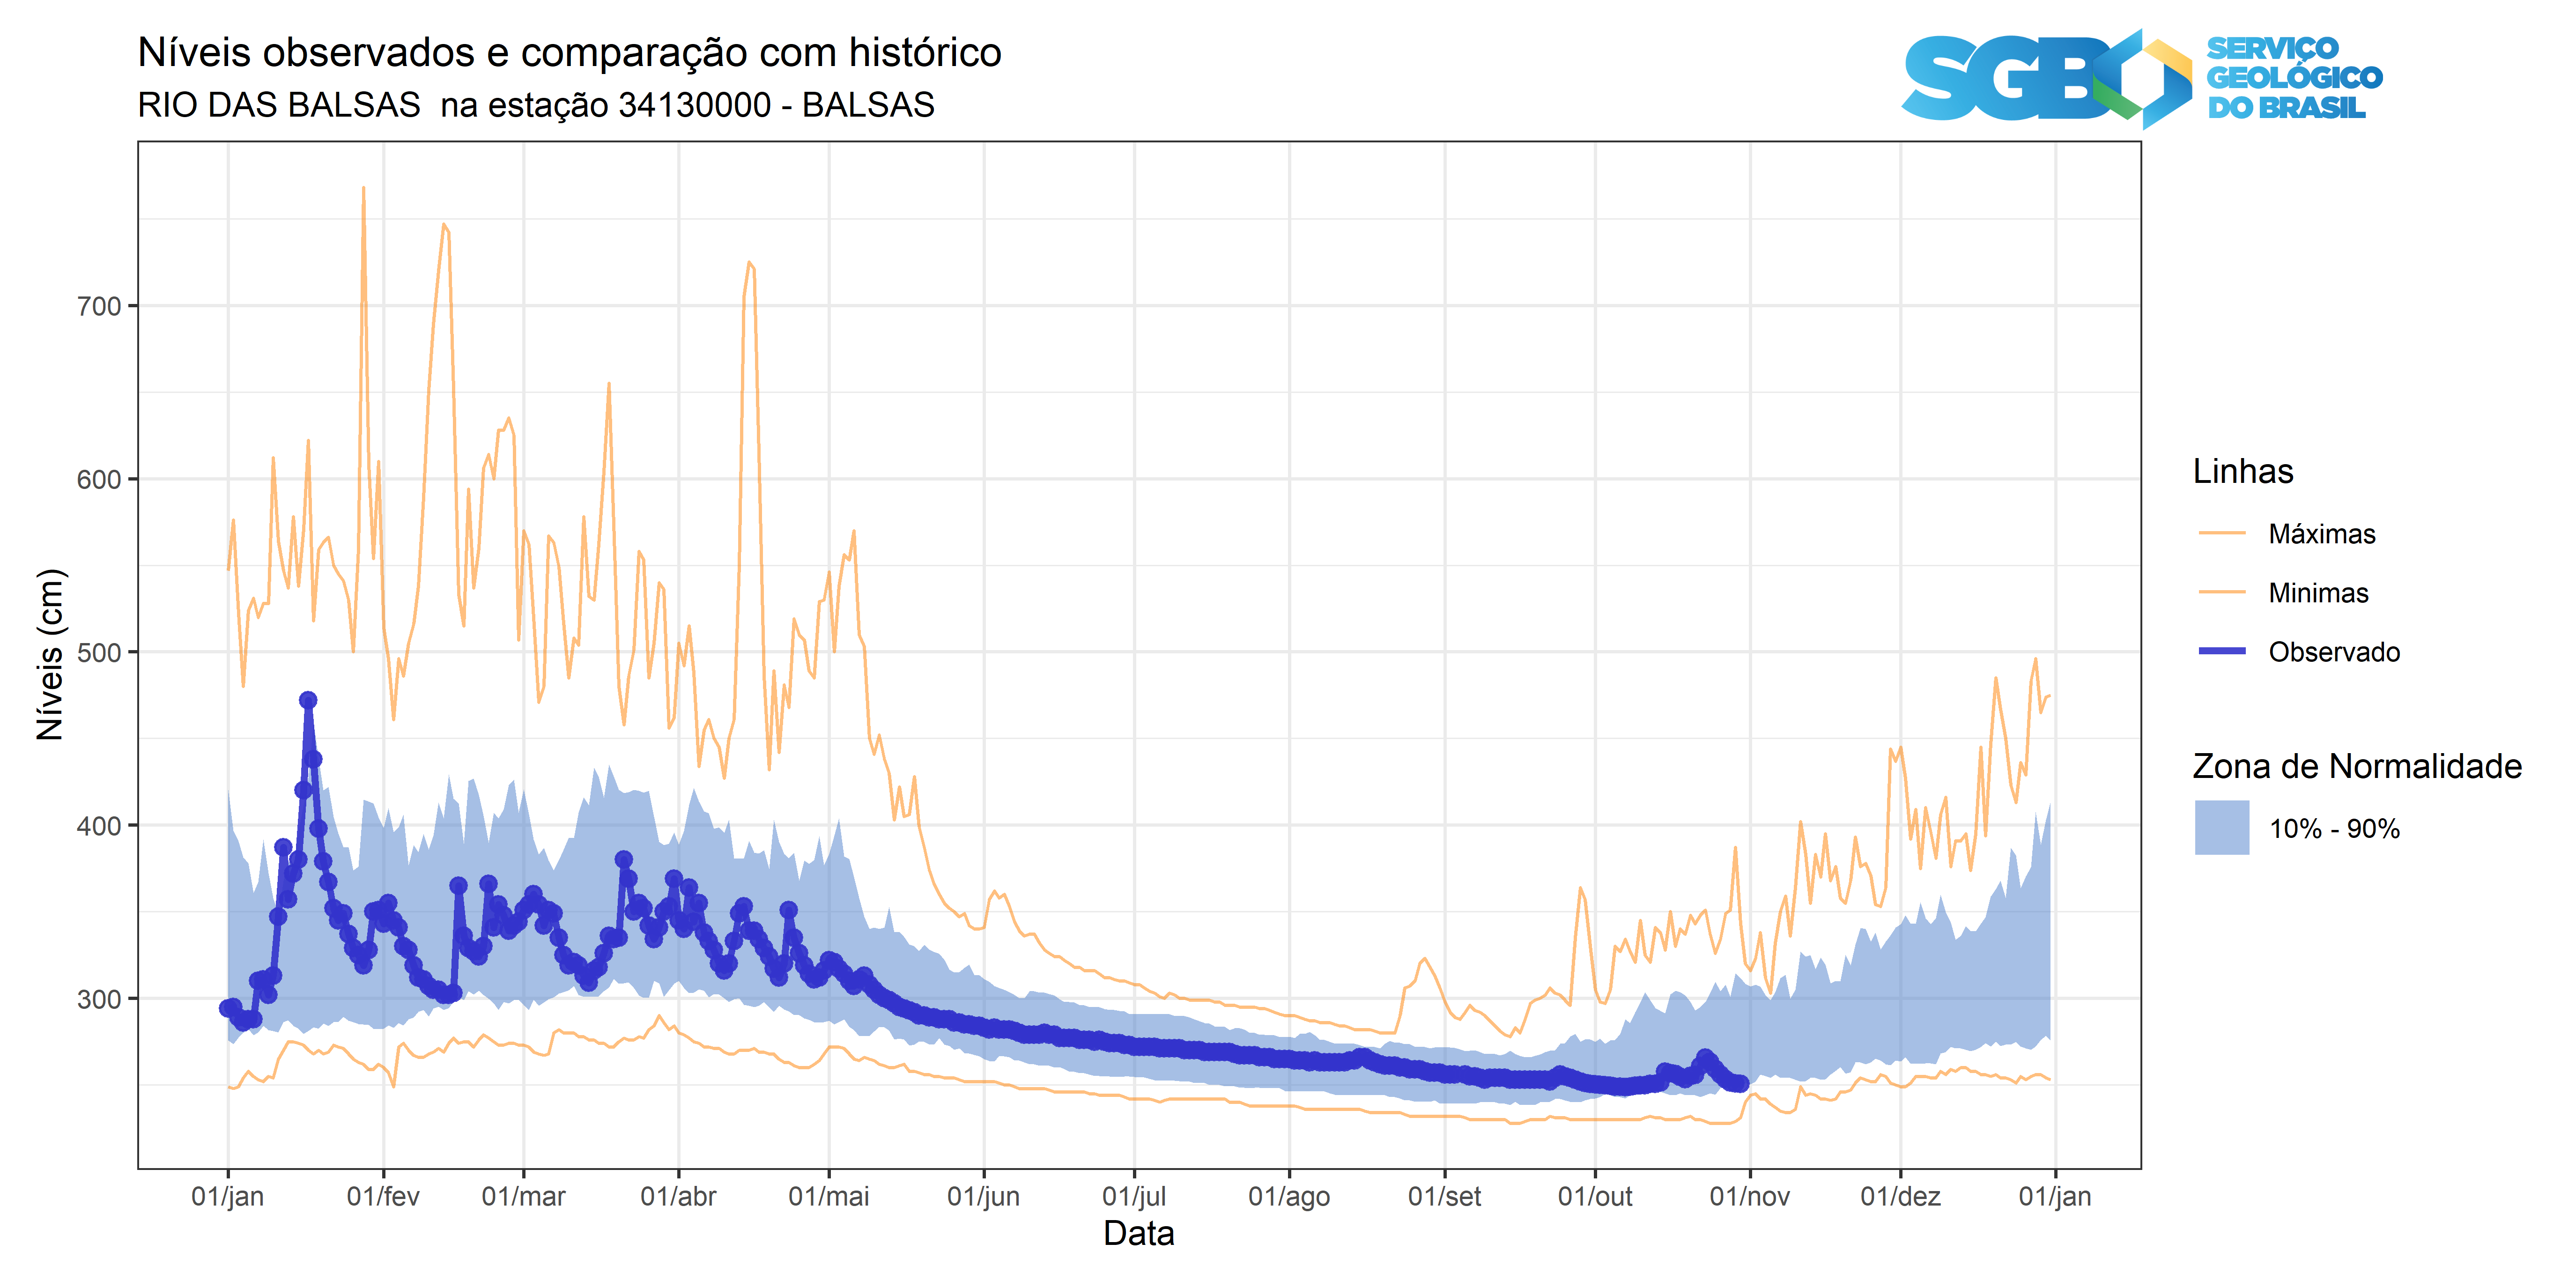 Níveis observados e comparação com histórico
RIO DAS BALSAS  na estação 34130000 - BALSAS
SGB
SERVIÇO
GEOLÓGICO
DO BRASIL
Níveis (cm)
700
600
500
400
300
01/jan
01/fev
01/mar
01/abr
01/mai
01/jun
01/jul
01/ago
01/set
01/out
01/nov
01/dez
01/jan
Data
Linhas
Máximas
Minimas
Observado
Zona de Normalidade
10% - 90%